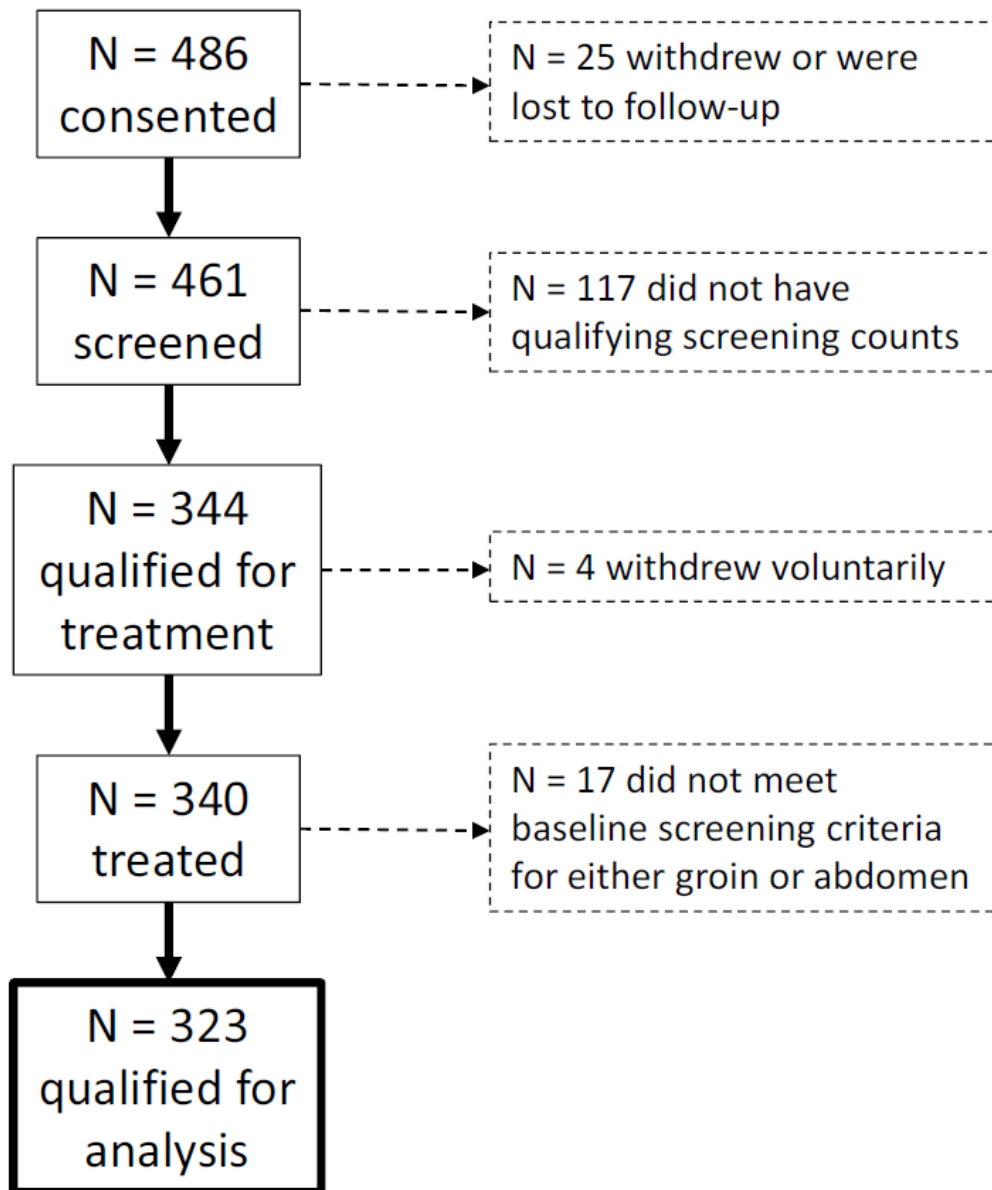 N = 486
consented
N = 25 withdrew or were
lost to follow-up
N = 461
screened
N = 117 did not have
qualifying screening counts
N = 344
qualified for
treatment
N = 4 withdrew voluntarily
N = 340
treated
N = 17 did not meet
baseline screening criteria
for either groin or abdomen
N = 323
qualified for
analysis